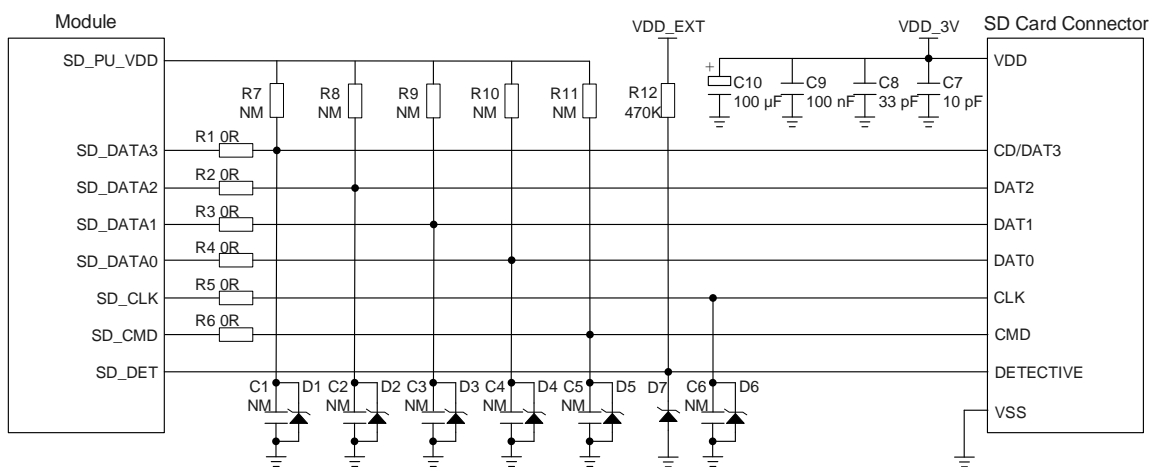 Module
VDD_EXT
VDD_3V
SD Card Connector
SD_PU_VDD
VDD
R7
NM
R8
NM
R9
NM
R10
NM
R11
NM
R12
470K
+
C10
100 µF
C9
100 nF
C8
33 pF
C7
10 pF
SD_DATA3
R1 0R
CD/DAT3
SD_DATA2
R2 0R
DAT2
SD_DATA1
R3 0R
DAT1
SD_DATA0
R4 0R
DAT0
SD_CLK
R5 0R
CLK
SD_CMD
R6 0R
CMD
SD_DET
DETECTIVE
C1
NM
D1
C2
NM
D2
C3
NM
D3
C4
NM
D4
C5
NM
D5
D7
C6
NM
D6
VSS